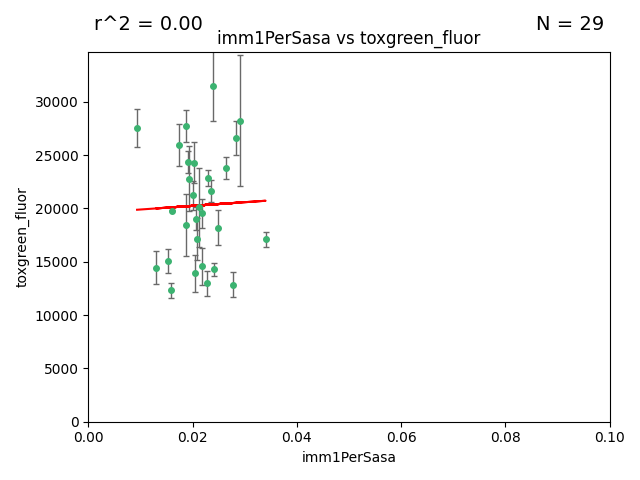 r^2 = 0.00
N = 29
imm1PerSasa vs toxgreen_fluor
30000
25000
20000
15000
10000
5000
0
toxgreen_fluor
0.00 0.02 0.04 0.06 0.08 0.10
imm1PerSasa